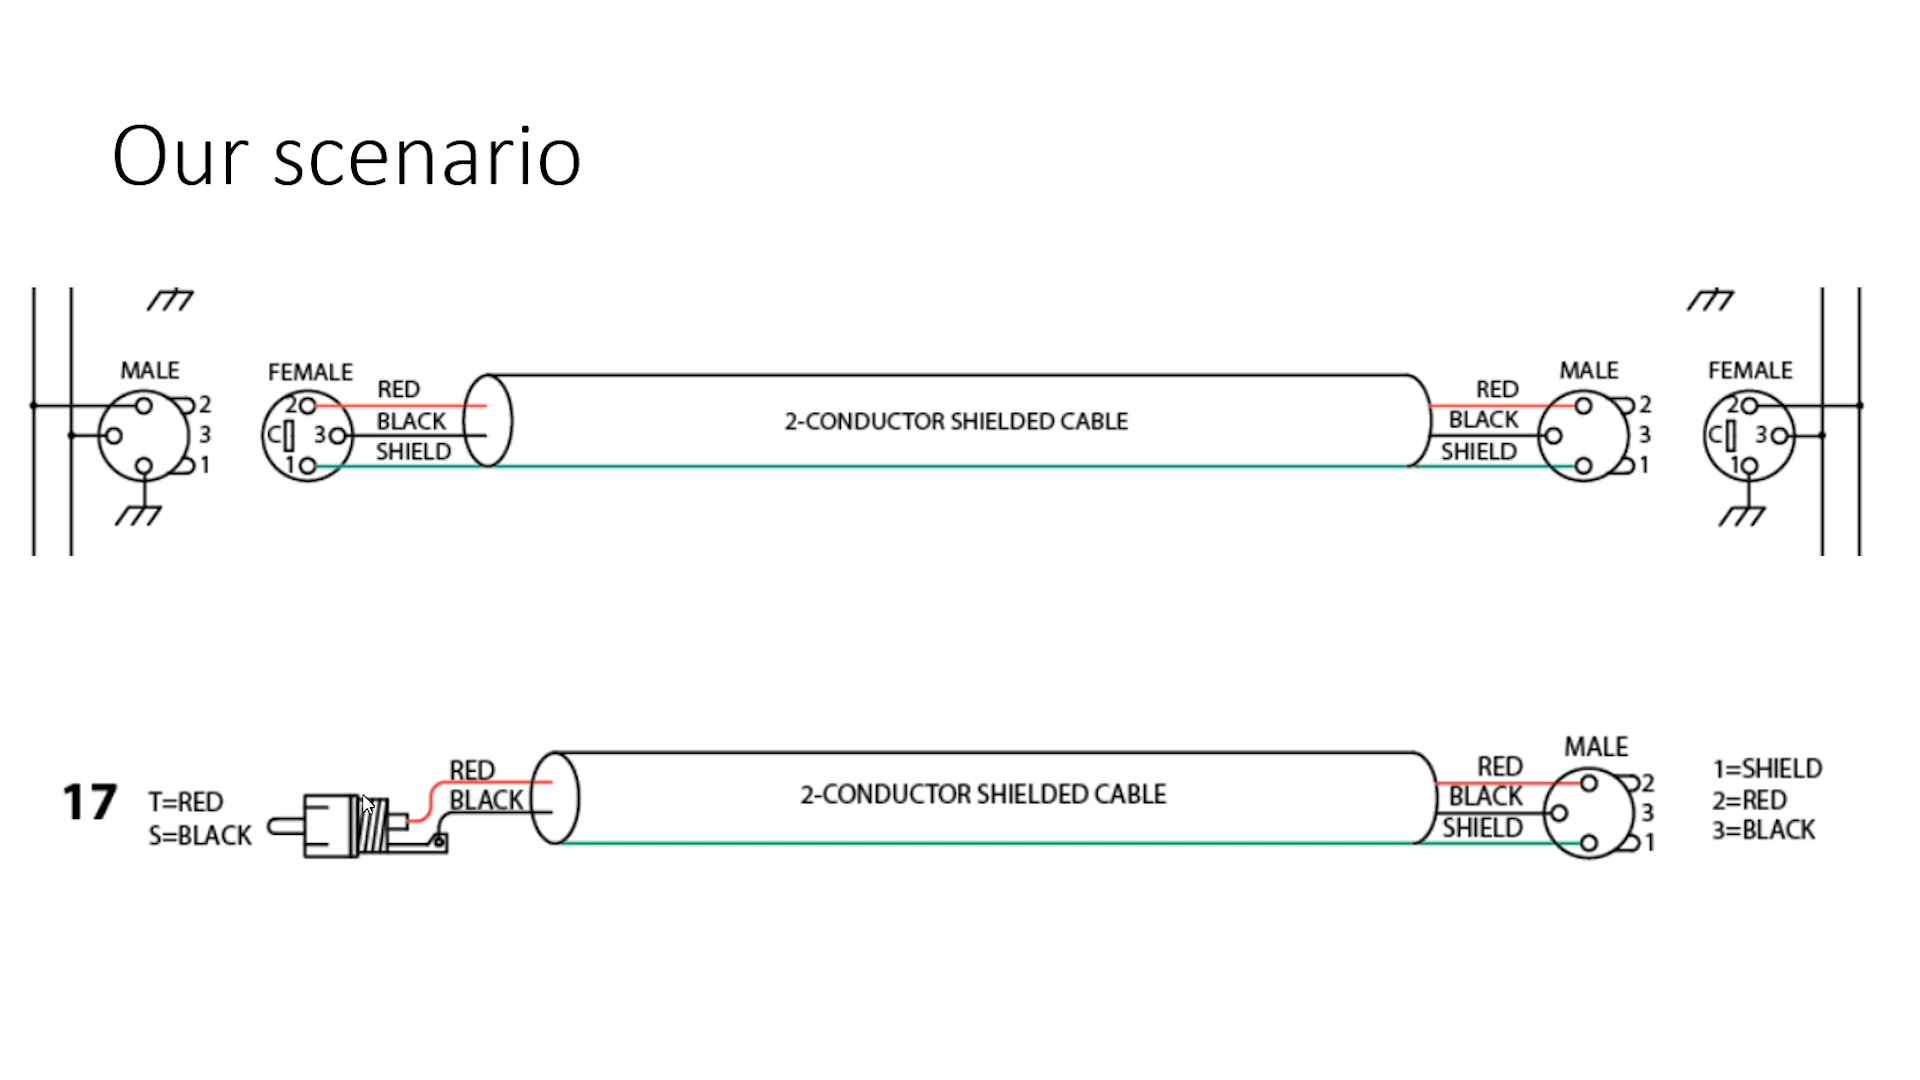 Our scenario
MALE
2
3
1
FEMALE
2
C
3
1
RED
BLACK
SHIELD
2-CONDUCTOR SHIELDED CABLE
RED
BLACK
SHIELD
MALE
2
3
1
FEMALE
2
C
3
1
17
T=RED
S=BLACK
RED
BLACK
2-CONDUCTOR SHIELDED CABLE
RED
BLACK
SHIELD
MALE
2
3
1
1=SHIELD
2=RED
3=BLACK